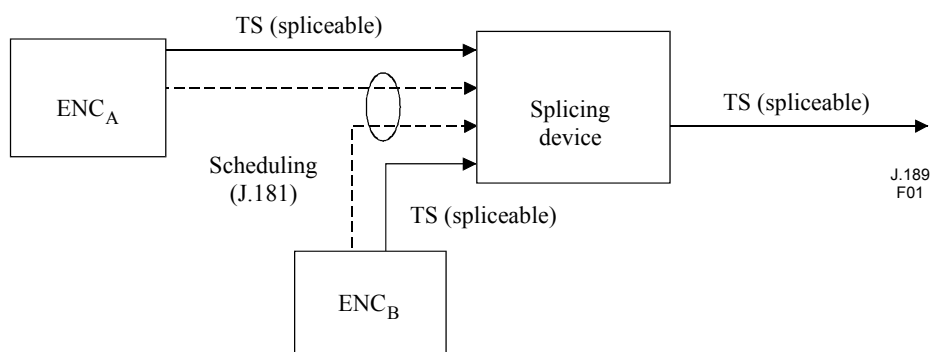 TS (spliceable)
ENC_A
Splicing
device
TS (spliceable)
J.189
F01
Scheduling
(J.181)
TS (spliceable)
ENC_B